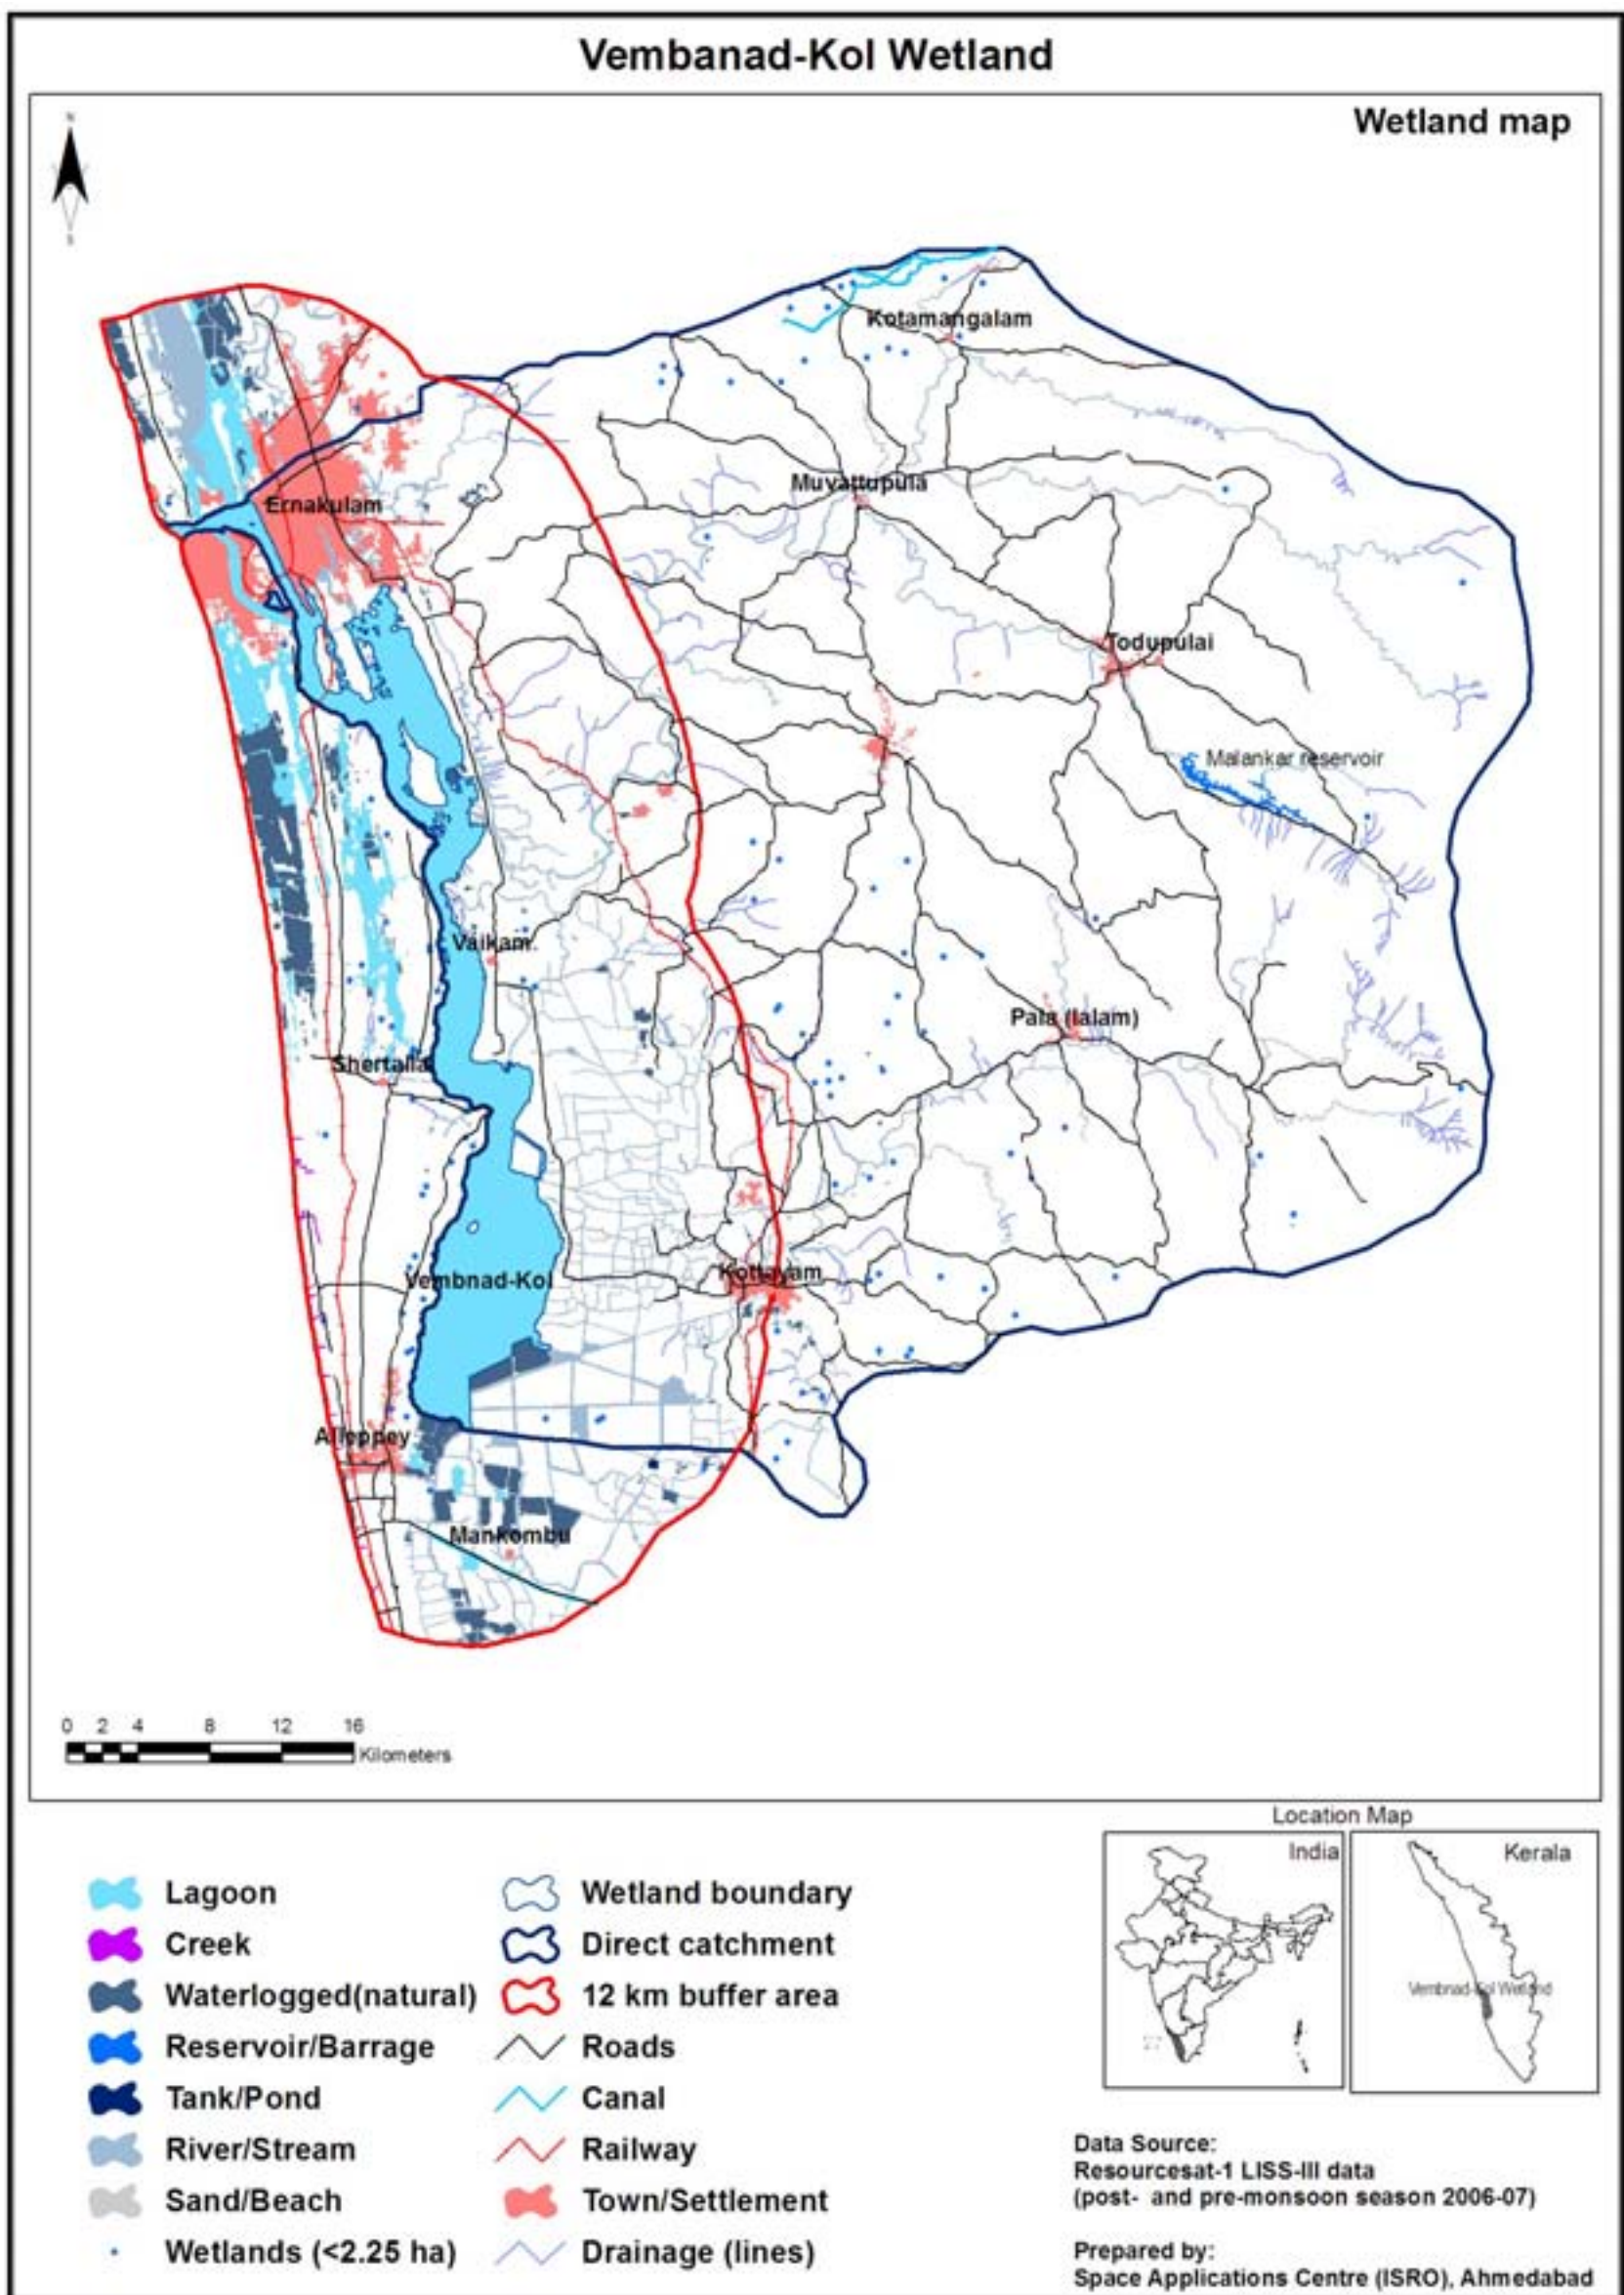 Vembanad-Kol Wetland
Wetland map
N
S
Kotamangalam
Muvattupula
Ernakulam
Todupulai
Malankar reservoir
Vaikam
Pala (lalam)
Shertalla
Vembnad-Kol
Kottayam
Alleppey
Mankombu
0 2 4 8 12 16
Kilometers
Location Map
India
Kerala
Vembnad-Kol Wetland
Lagoon
Creek
Waterlogged(natural)
Reservoir/Barrage
Tank/Pond
River/Stream
Sand/Beach
Wetlands (<2.25 ha)
Wetland boundary
Direct catchment
12 km buffer area
Roads
Canal
Railway
Town/Settlement
Drainage (lines)
Data Source:
Resourcesat-1 LISS-III data
(post- and pre-monsoon season 2006-07)
Prepared by:
Space Applications Centre (ISRO), Ahmedabad